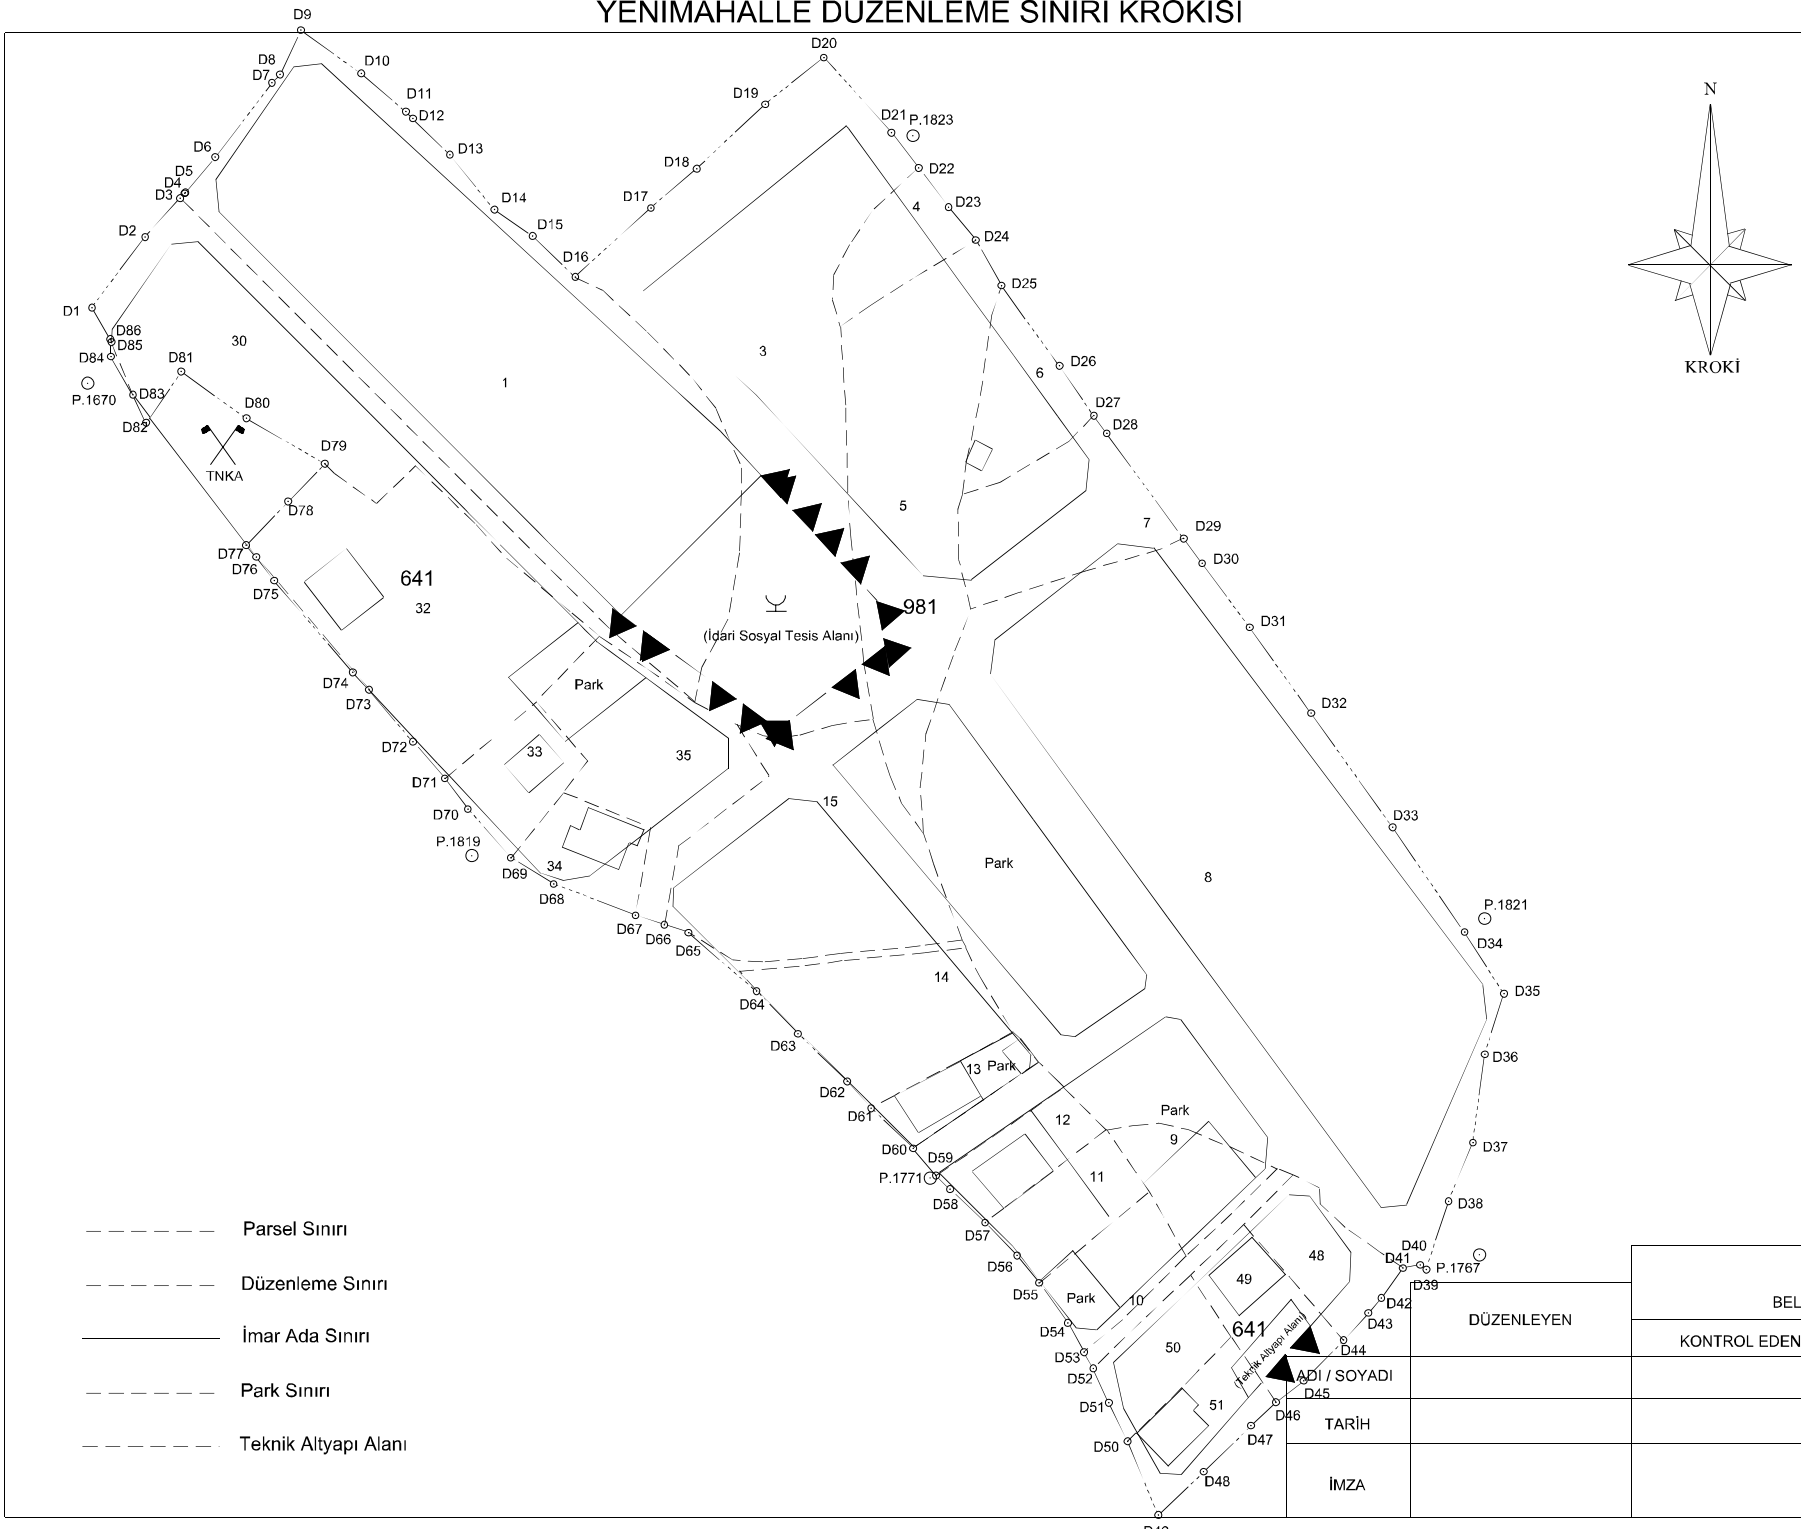 YENİMAHALLE DÜZENLEME SINIRI KROKİSİ
D9
D8
D7
D10
D11
D12
D13
D6
D5
D4
D3
D2
D1
D14
D15
D16
D17
D18
D19
D20
D21
P.1823
D22
D23
D24
D25
D26
D27
D28
D29
D30
D31
D32
D33
P.1821
D34
D35
D36
D37
D38
D40
D41
D39
P.1767
D42
D43
D44
D45
D46
D47
D48
D50
D51
D52
D53
D54
D55
D56
D57
D58
P.1771
D59
D60
D61
D62
D63
D64
D65
D66
D67
D68
D69
P.1819
D70
D71
D72
D73
D74
D75
D76
D77
D78
D79
D80
D81
D82
D83
P.1670
D84
D85
D86
TNKA
30
1
3
4
5
6
7
8
641
32
981
(İdari Sosyal Tesis Alanı)
Park
33
34
35
15
Park
14
13
Park
12
11
Park
9
Park
10
48
49
50
641
(Teknik Altyapı Alanı)
51
N
KROKİ
Parsel Sınırı
Düzenleme Sınırı
İmar Ada Sınırı
Park Sınırı
Teknik Altyapı Alanı
DÜZENLEYEN
BEL
KONTROL EDEN
ADI / SOYADI
TARİH
İMZA